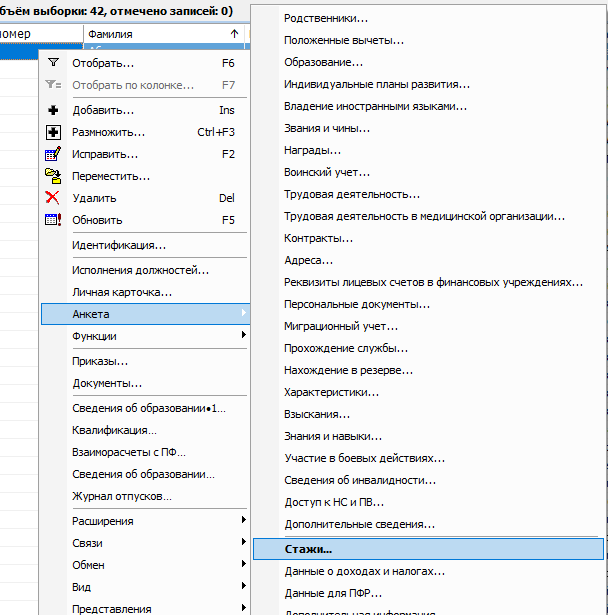 бъём выборки: 42, отмечено записей: 0)
номер
Фамилия
Отобрать... F6
Отобрать по колонке... F7
Добавить... Ins
Размножить... Ctrl+F3
Исправить... F2
Переместить...
Удалить Del
Обновить F5
Идентификация...
Исполнения должностей...
Личная карточка...
Анкета
Функции
Приказы...
Документы...
Сведения об образовании•1...
Квалификация...
Взаиморасчеты с ПФ...
Сведения об образовании...
Журнал отпусков...
Расширения
Связи
Обмен
Вид
Представления
Родственники...
Положенные вычеты...
Образование...
Индивидуальные планы развития...
Владение иностранными языками...
Звания и чины...
Награды...
Воинский учет...
Трудовая деятельность...
Трудовая деятельность в медицинской организации...
Контракты...
Адреса...
Реквизиты лицевых счетов в финансовых учреждениях...
Персональные документы...
Миграционный учет...
Прохождение службы...
Нахождение в резерве...
Характеристики...
Взыскания...
Знания и навыки...
Участие в боевых действиях...
Сведения об инвалидности...
Доступ к НС и ПВ...
Дополнительные сведения...
Стажи...
Данные о доходах и налогах...
Данные для ПФР...
Дополнительная информация...